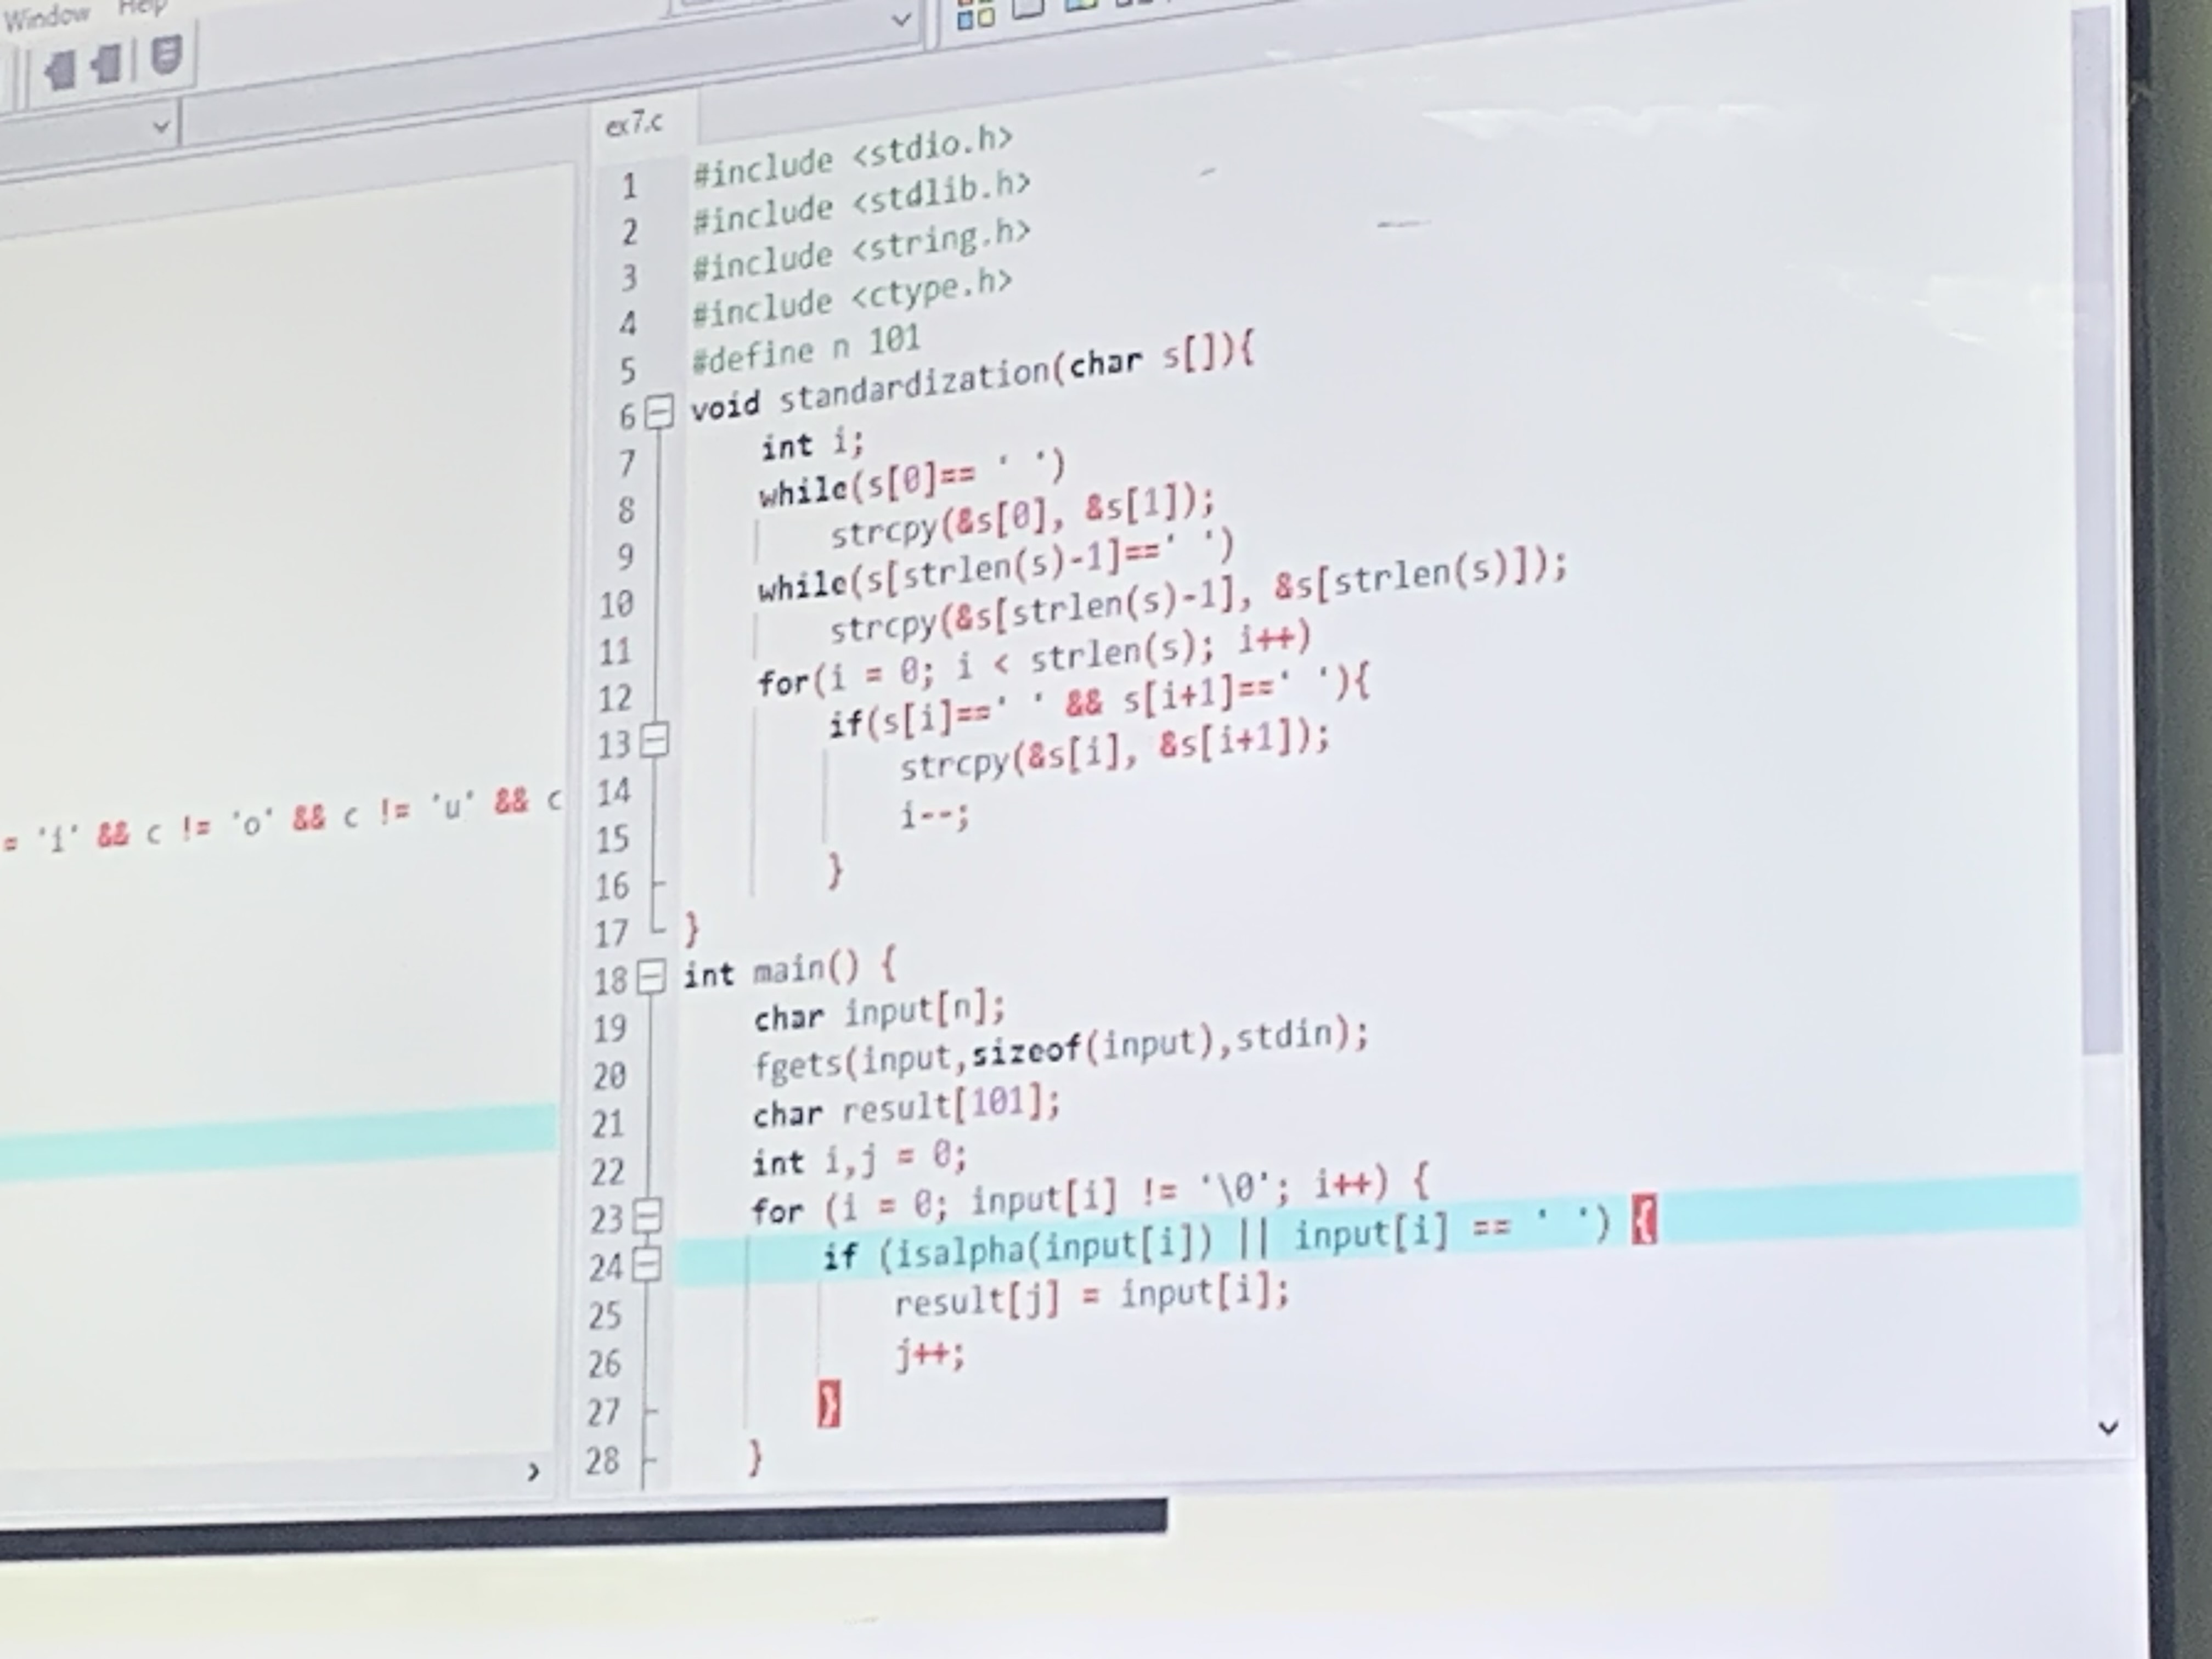 Window Help
ex7.c
1 #include <stdio.h>
2 #include <stdlib.h>
3 #include <string.h>
4 #include <ctype.h>
5 #define n 101
6 void standardization(char s[]){
7 int i;
8 while(s[0]== ' ')
9 strcpy(&s[0], &s[1]);
10 while(s[strlen(s)-1]==' ')
11 strcpy(&s[strlen(s)-1], &s[strlen(s)]);
12 for(i = 0; i < strlen(s); i++)
13 if(s[i]==' ' && s[i+1]==' '){
14 strcpy(&s[i], &s[i+1]);
15 i--;
16 }
17 }
18 int main() {
19 char input[n];
20 fgets(input,sizeof(input),stdin);
21 char result[101];
22 int i,j = 0;
23 for (i = 0; input[i] != '\0'; i++) {
24 if (isalpha(input[i]) || input[i] == ' ') {
25 result[j] = input[i];
26 j++;
27 }
28 }
= 'i' && c != 'o' && c != 'u' && c